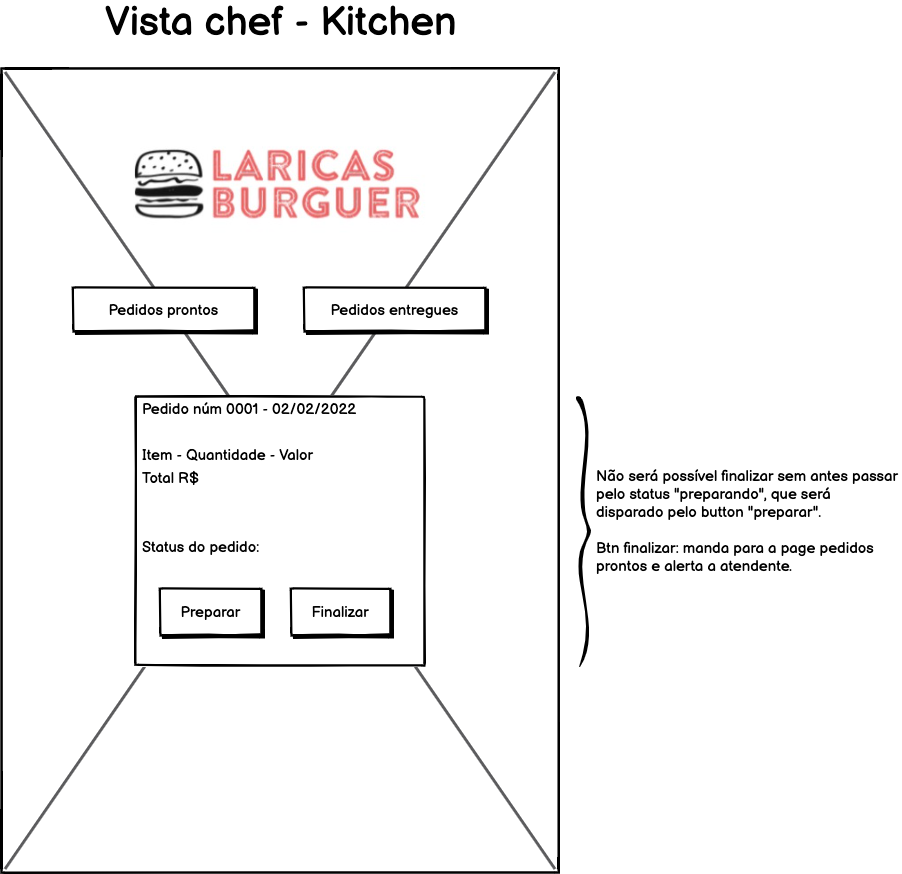 Vista chef - Kitchen
LARICAS
BURGUER
Pedidos prontos
Pedidos entregues
Pedido núm 0001 - 02/02/2022
Item - Quantidade - Valor
Total R$
Status do pedido:
Preparar
Finalizar
Não será possível finalizar sem antes passar
pelo status "preparando", que será
disparado pelo button "preparar".
Btn finalizar: manda para a page pedidos
prontos e alerta a atendente.